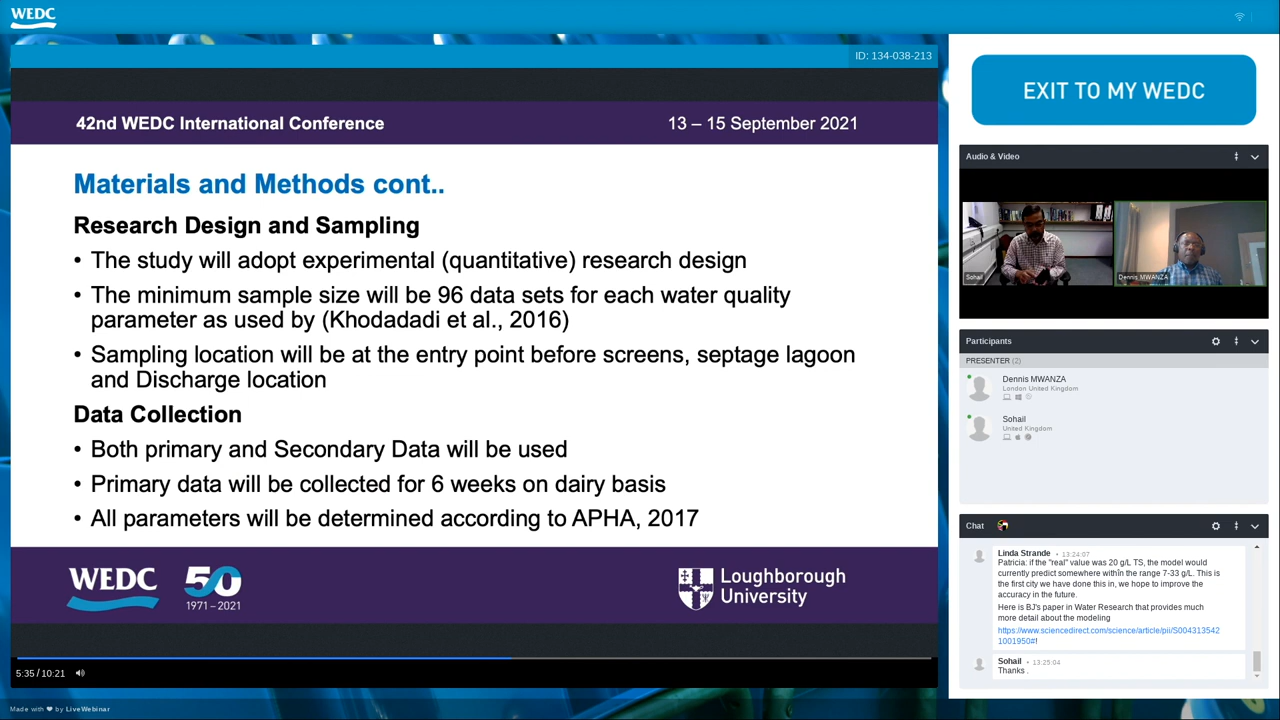 WEDC
ID: 134-038-213
42nd WEDC International Conference
13 – 15 September 2021
Materials and Methods cont..
Research Design and Sampling
• The study will adopt experimental (quantitative) research design
• The minimum sample size will be 96 data sets for each water quality
parameter as used by (Khodadadi et al., 2016)
• Sampling location will be at the entry point before screens, septage lagoon
and Discharge location
Data Collection
• Both primary and Secondary Data will be used
• Primary data will be collected for 6 weeks on dairy basis
• All parameters will be determined according to APHA, 2017
WEDC
50
1971 – 2021
Loughborough
University
5:35 / 10:21
Made with ❤ by LiveWebinar
EXIT TO MY WEDC
Audio & Video
Sohail
Dennis MWANZA
Participants
PRESENTER (2)
Dennis MWANZA
London United Kingdom
Sohail
United Kingdom
Chat
Linda Strande • 13:24:07
Patricia: if the "real" value was 20 g/L TS, the model would
currently predict somewhere within the range 7-33 g/L. This is
the first city we have done this in, we hope to improve the
accuracy in the future.
Here is BJ's paper in Water Research that provides much
more detail about the modeling
https://www.sciencedirect.com/science/article/pii/S004313542
1001950#!
Sohail • 13:25:04
Thanks .